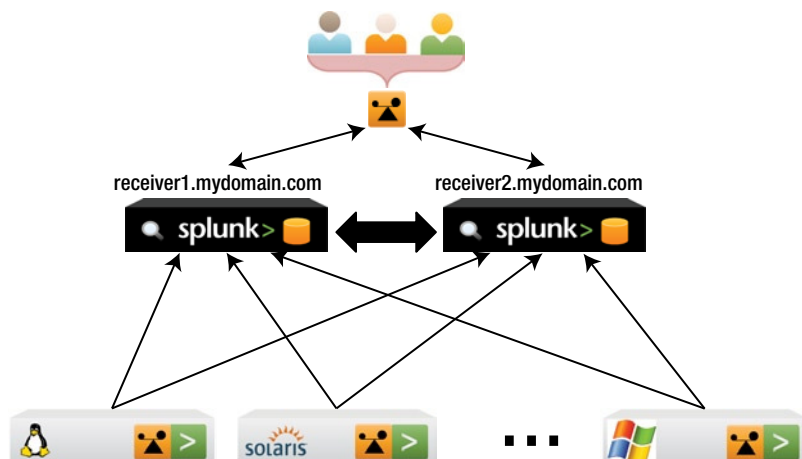 receiver1.mydomain.com
receiver2.mydomain.com
splunk>
splunk>
solaris
>
>
>